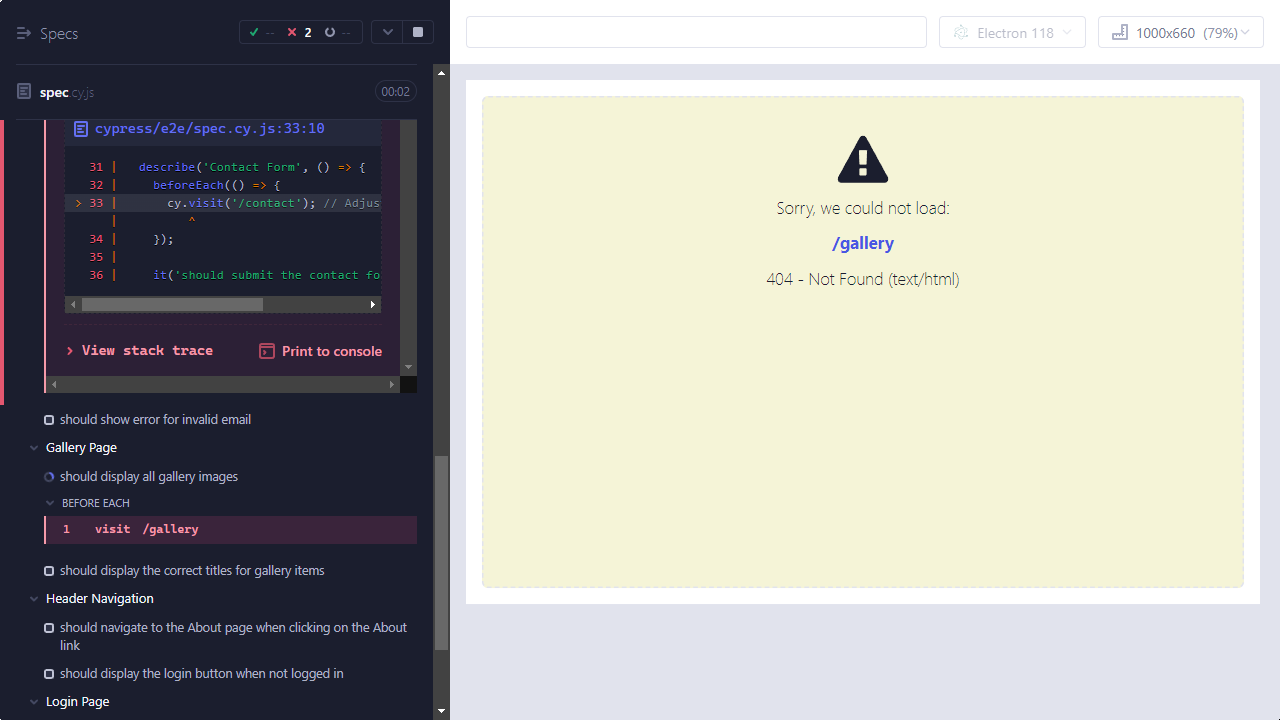 Specs
--
2
--
spec.cy.js
00:02
cypress/e2e/spec.cy.js:33:10
31 | describe('Contact Form', () => {
32 | beforeEach(() => {
> 33 | cy.visit('/contact'); // Adjus
| ^
34 | });
35 |
36 | it('should submit the contact fo
View stack trace
Print to console
should show error for invalid email
Gallery Page
should display all gallery images
BEFORE EACH
1 visit /gallery
should display the correct titles for gallery items
Header Navigation
should navigate to the About page when clicking on the About
link
should display the login button when not logged in
Login Page
Electron 118
1000x660 (79%)
Sorry, we could not load:
/gallery
404 - Not Found (text/html)